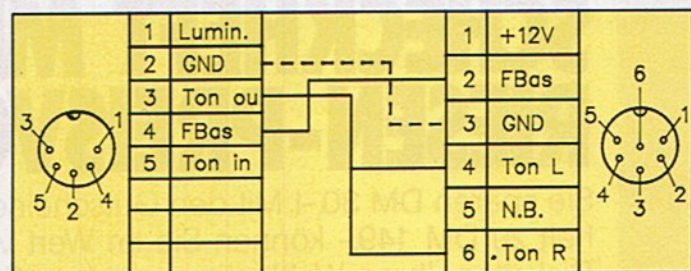 1 Lumin.
2 GND
3 Ton ou
4 FBas
5 Ton in
3 1
5 4
2
1 +12V
2 FBas
3 GND
4 Ton L
5 N.B.
6 .Ton R
6
5 1
4 2
3